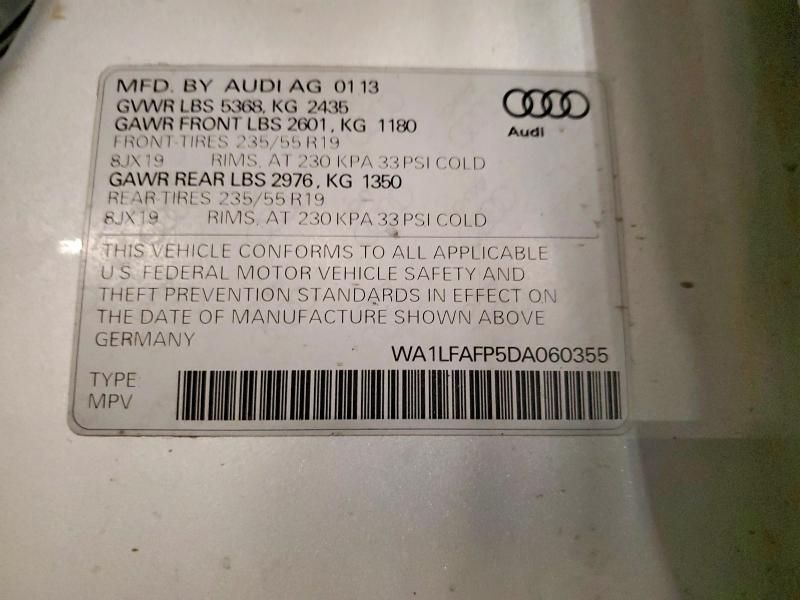 MFD. BY AUDI AG 01 13
GVWR LBS 5368, KG 2435
GAWR FRONT LBS 2601, KG 1180
FRONT-TIRES 235/55 R19
8JX19 RIMS, AT 230 KPA 33 PSI COLD
GAWR REAR LBS 2976, KG 1350
REAR-TIRES 235/55 R19
8JX19 RIMS, AT 230 KPA 33 PSI COLD
Audi
THIS VEHICLE CONFORMS TO ALL APPLICABLE
U.S. FEDERAL MOTOR VEHICLE SAFETY AND
THEFT PREVENTION STANDARDS IN EFFECT ON
THE DATE OF MANUFACTURE SHOWN ABOVE
GERMANY
WA1LFAFP5DA060355
TYPE
MPV